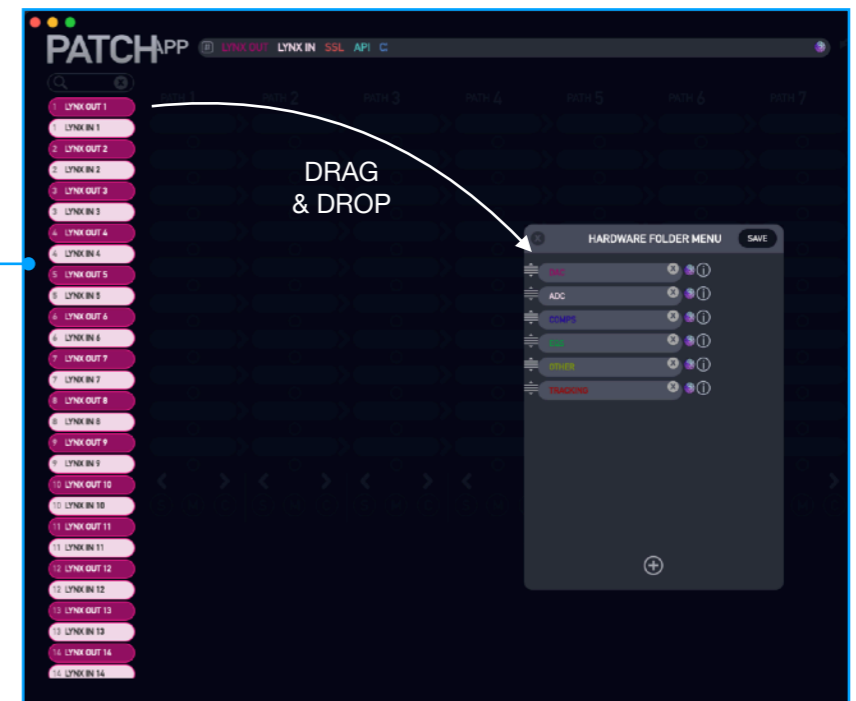 PATCHAPP
LYNX OUT LYNX IN SSL API C
PATH 1 PATH 2 PATH 3 PATH 4 PATH 5 PATH 6 PATH 7
1 LYNX OUT 1
1 LYNX IN 1
2 LYNX OUT 2
2 LYNX IN 2
3 LYNX OUT 3
3 LYNX IN 3
4 LYNX OUT 4
4 LYNX IN 4
5 LYNX OUT 5
5 LYNX IN 5
6 LYNX OUT 6
6 LYNX IN 6
7 LYNX OUT 7
7 LYNX IN 7
8 LYNX OUT 8
8 LYNX IN 8
9 LYNX OUT 9
9 LYNX IN 9
10 LYNX OUT 10
10 LYNX IN 10
11 LYNX OUT 11
11 LYNX IN 11
12 LYNX OUT 12
12 LYNX IN 12
13 LYNX OUT 13
13 LYNX IN 13
14 LYNX OUT 14
14 LYNX IN 14
DRAG
& DROP
HARDWARE FOLDER MENU SAVE
DAC
ADC
COMPS
EQS
OTHER
TRACKING